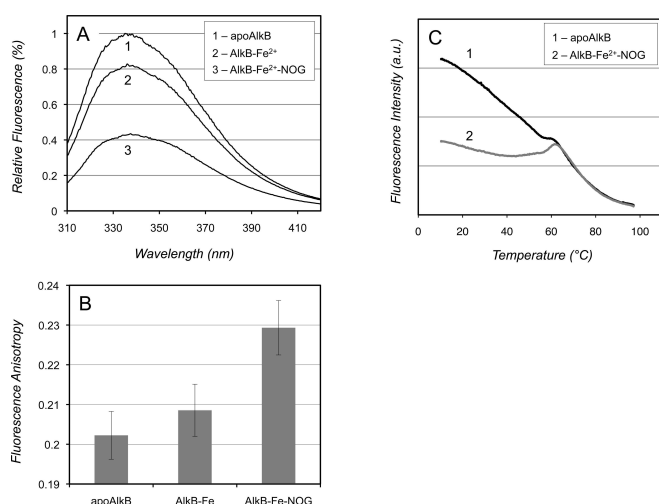 A
1 – apoAlkB
2 – AlkB-Fe²⁺
3 – AlkB-Fe²⁺-NOG
1
2
3
Relative Fluorescence (%)
1
0.8
0.6
0.4
0.2
0
310 330 350 370 390 410
Wavelength (nm)
C
1 – apoAlkB
2 – AlkB-Fe²⁺-NOG
1
2
Fluorescence Intensity (a.u.)
0 20 40 60 80 100
Temperature (°C)
B
Fluorescence Anisotropy
0.24
0.23
0.22
0.21
0.2
0.19
apoAlkB AlkB-Fe AlkB-Fe-NOG